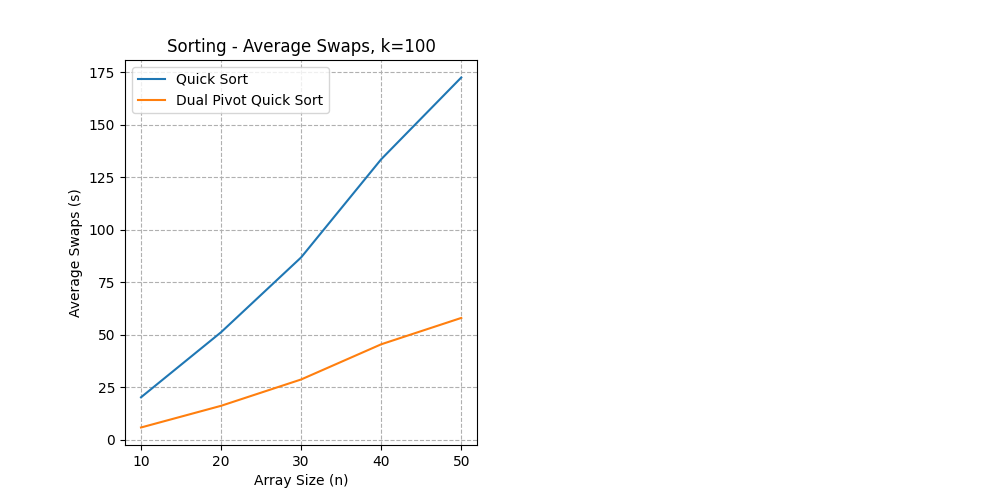 Sorting - Average Swaps, k=100
Quick Sort
Dual Pivot Quick Sort
Average Swaps (s)
175
150
125
100
75
50
25
0
10 20 30 40 50
Array Size (n)